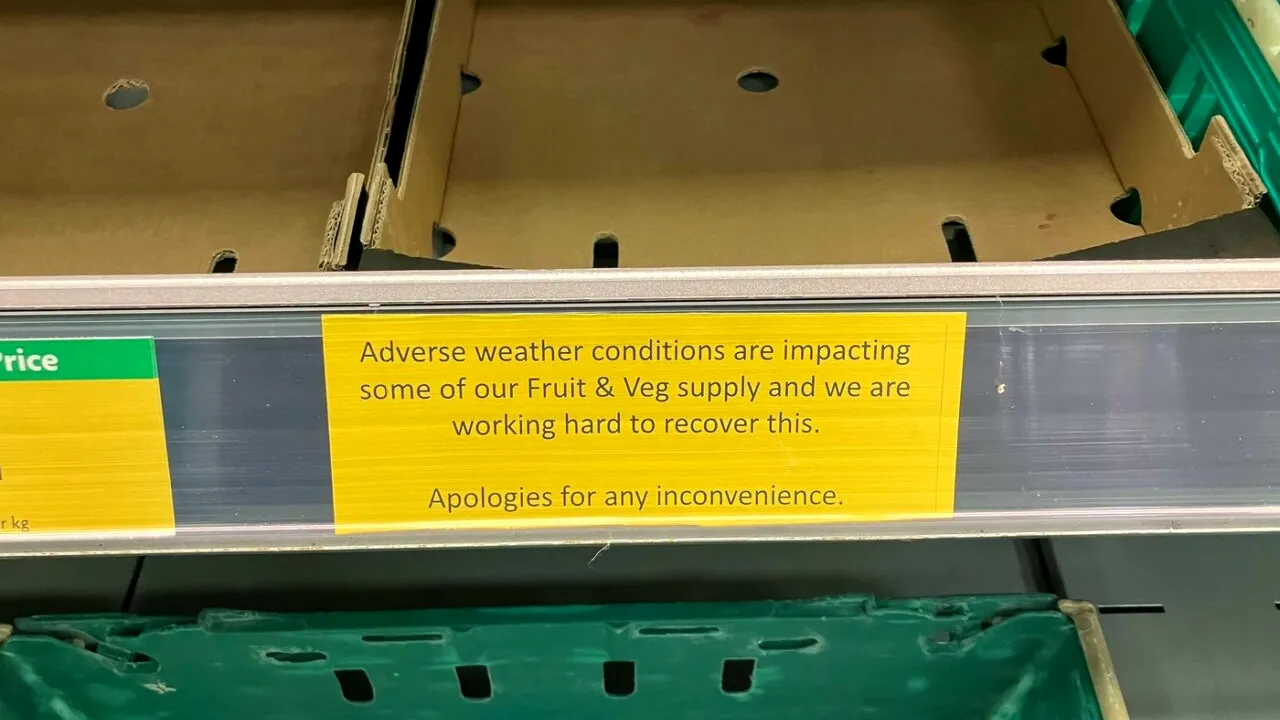 Price
Adverse weather conditions are impacting
some of our Fruit & Veg supply and we are
working hard to recover this.
Apologies for any inconvenience.
r kg